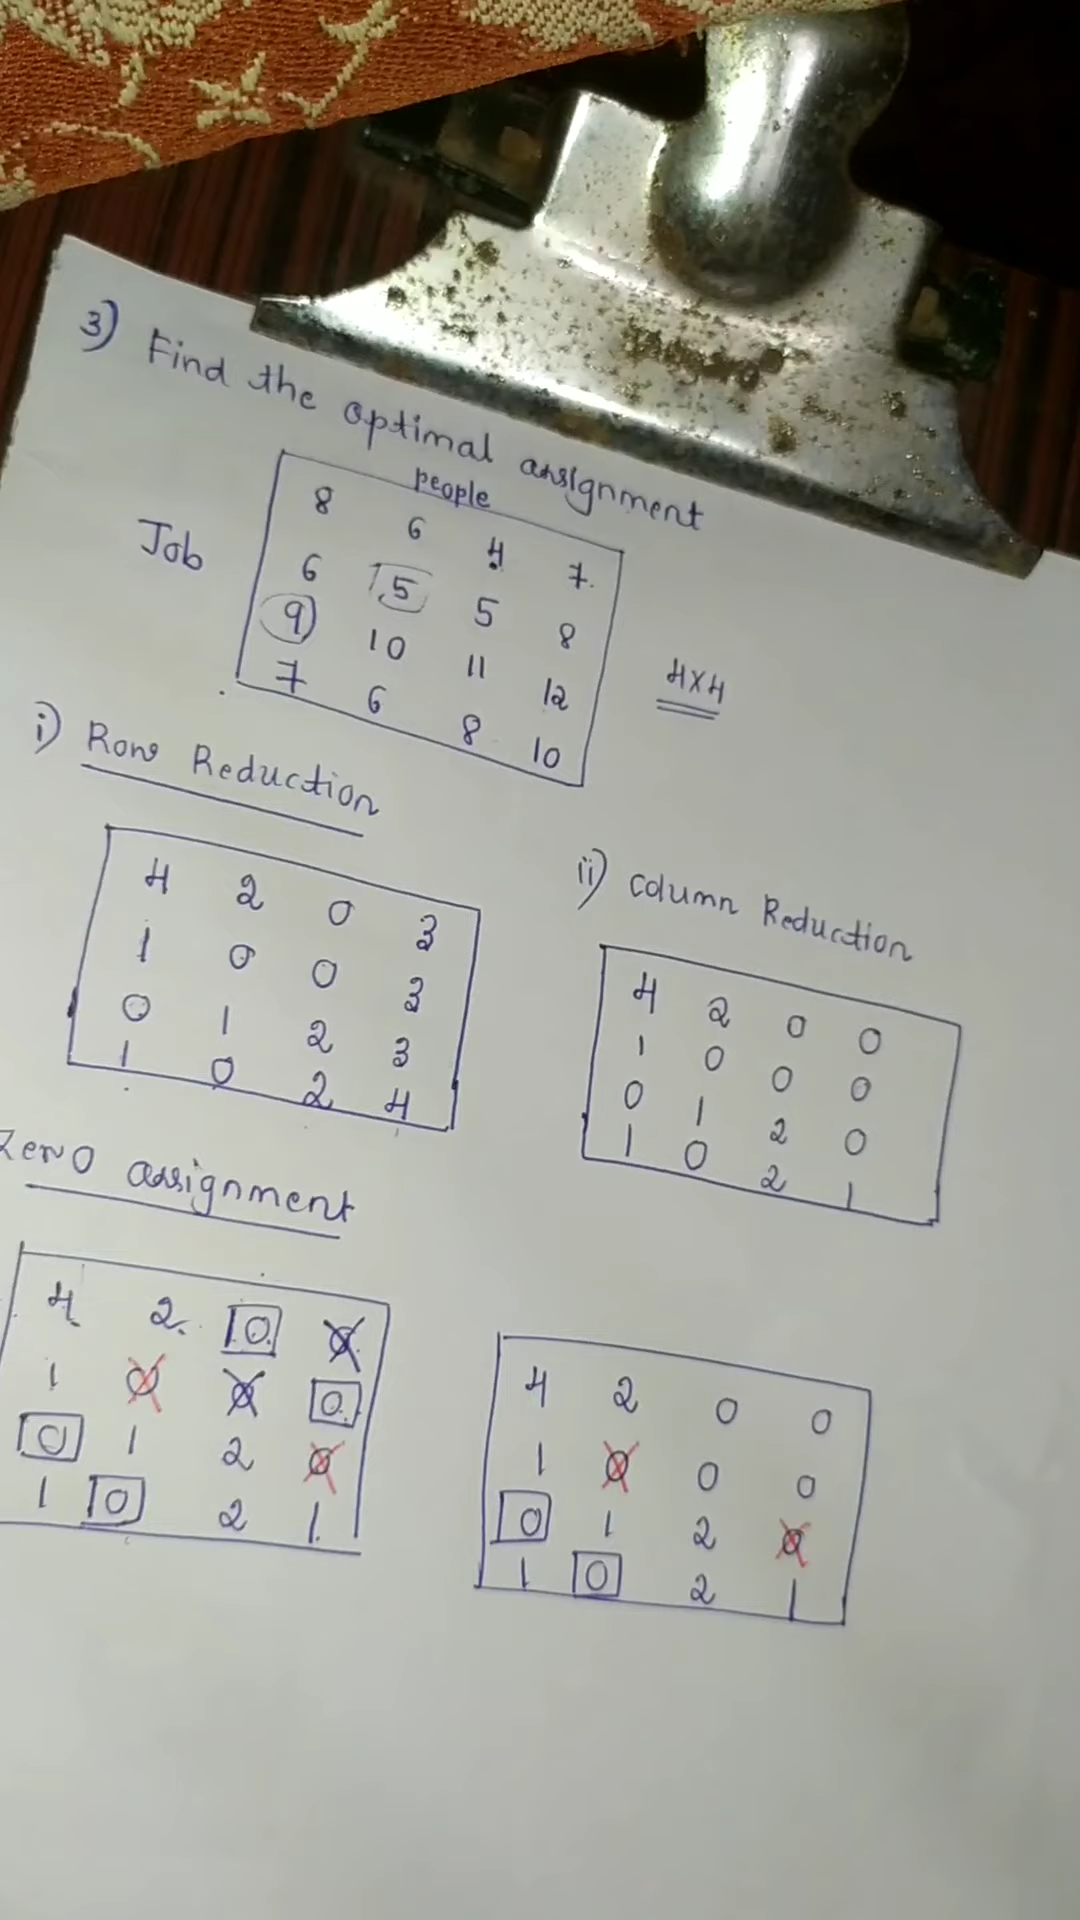 3) Find the optimal assignment
people
Job
8 6 4 7
6 5 5 8
9 10 11 12
7 6 8 10
4x4
i) Row Reduction
4 2 0 3
1 0 0 3
0 1 2 3
1 0 2 4
ii) Column Reduction
4 2 0 0
1 0 0 0
0 1 2 0
1 0 2 1
Zero assignment
4 2 0 0
1 0 0 0
0 1 2 0
1 0 2 1
4 2 0 0
1 0 0 0
0 1 2 0
1 0 2 1